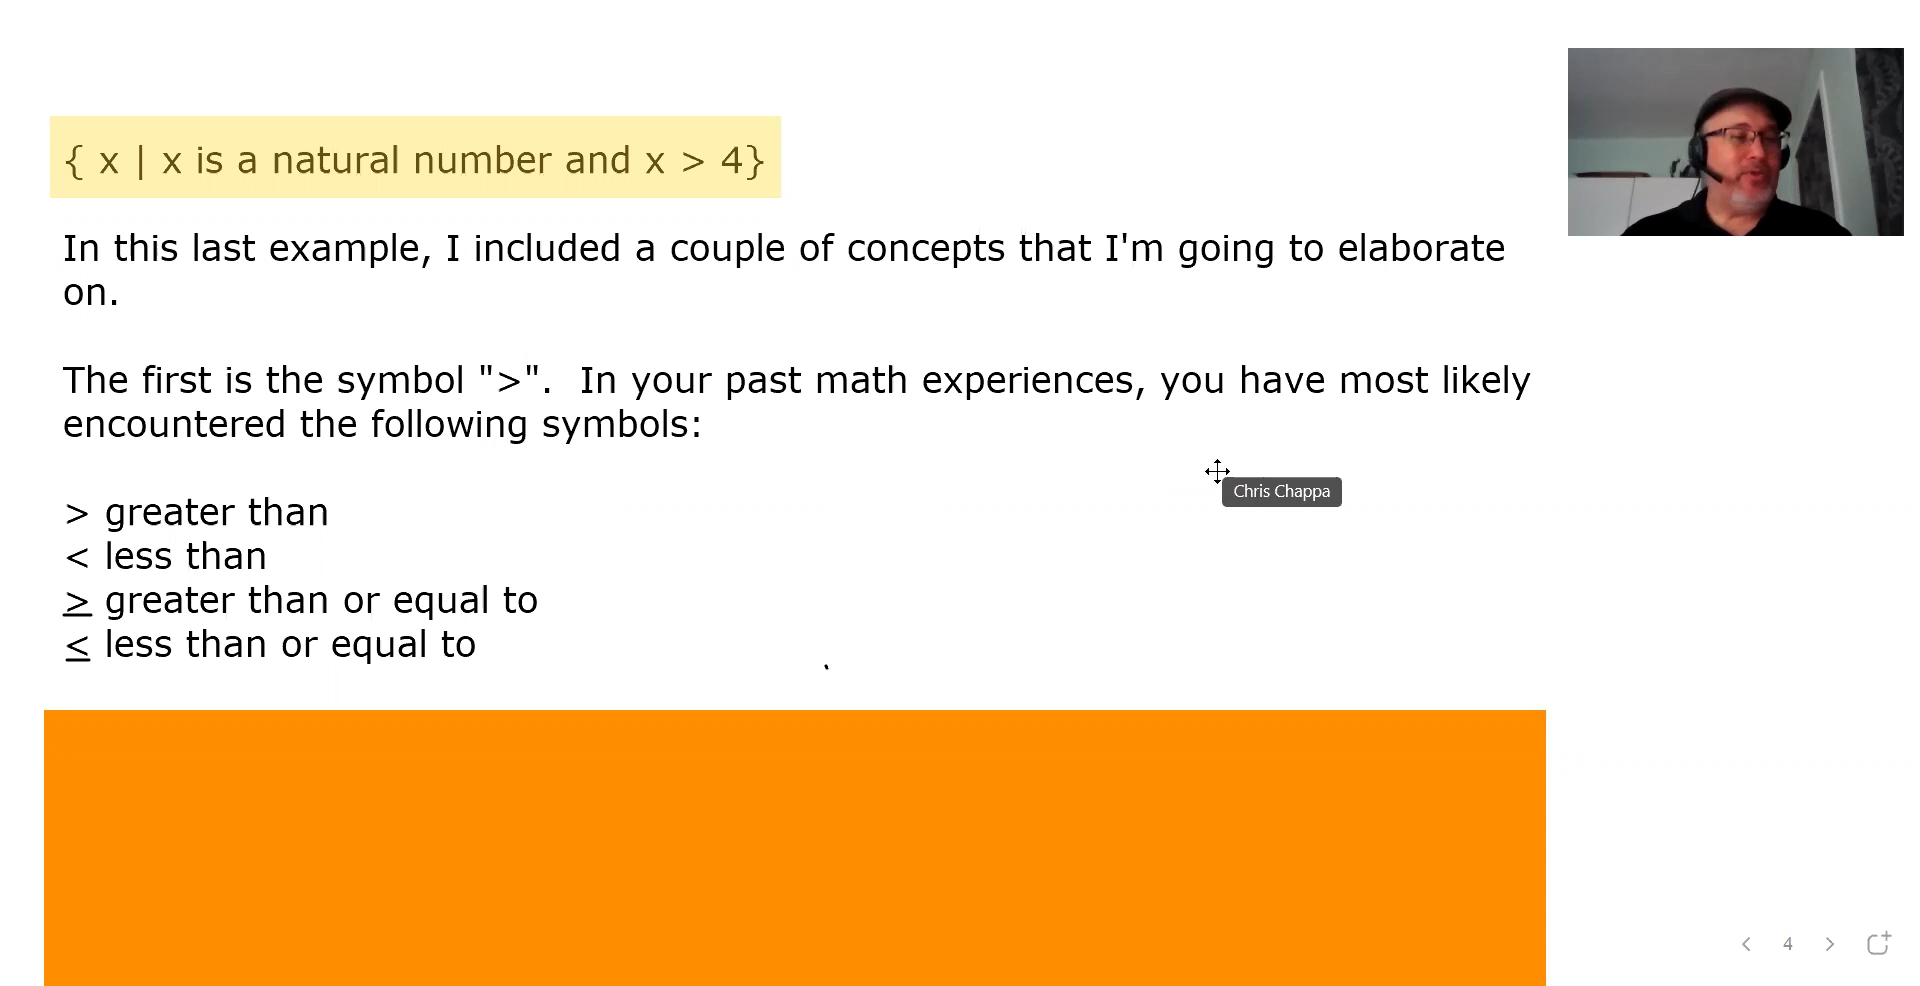 { x | x is a natural number and x > 4}
In this last example, I included a couple of concepts that I'm going to elaborate
on.
The first is the symbol ">".  In your past math experiences, you have most likely
encountered the following symbols:
Chris Chappa
> greater than
< less than
≥ greater than or equal to
≤ less than or equal to
4